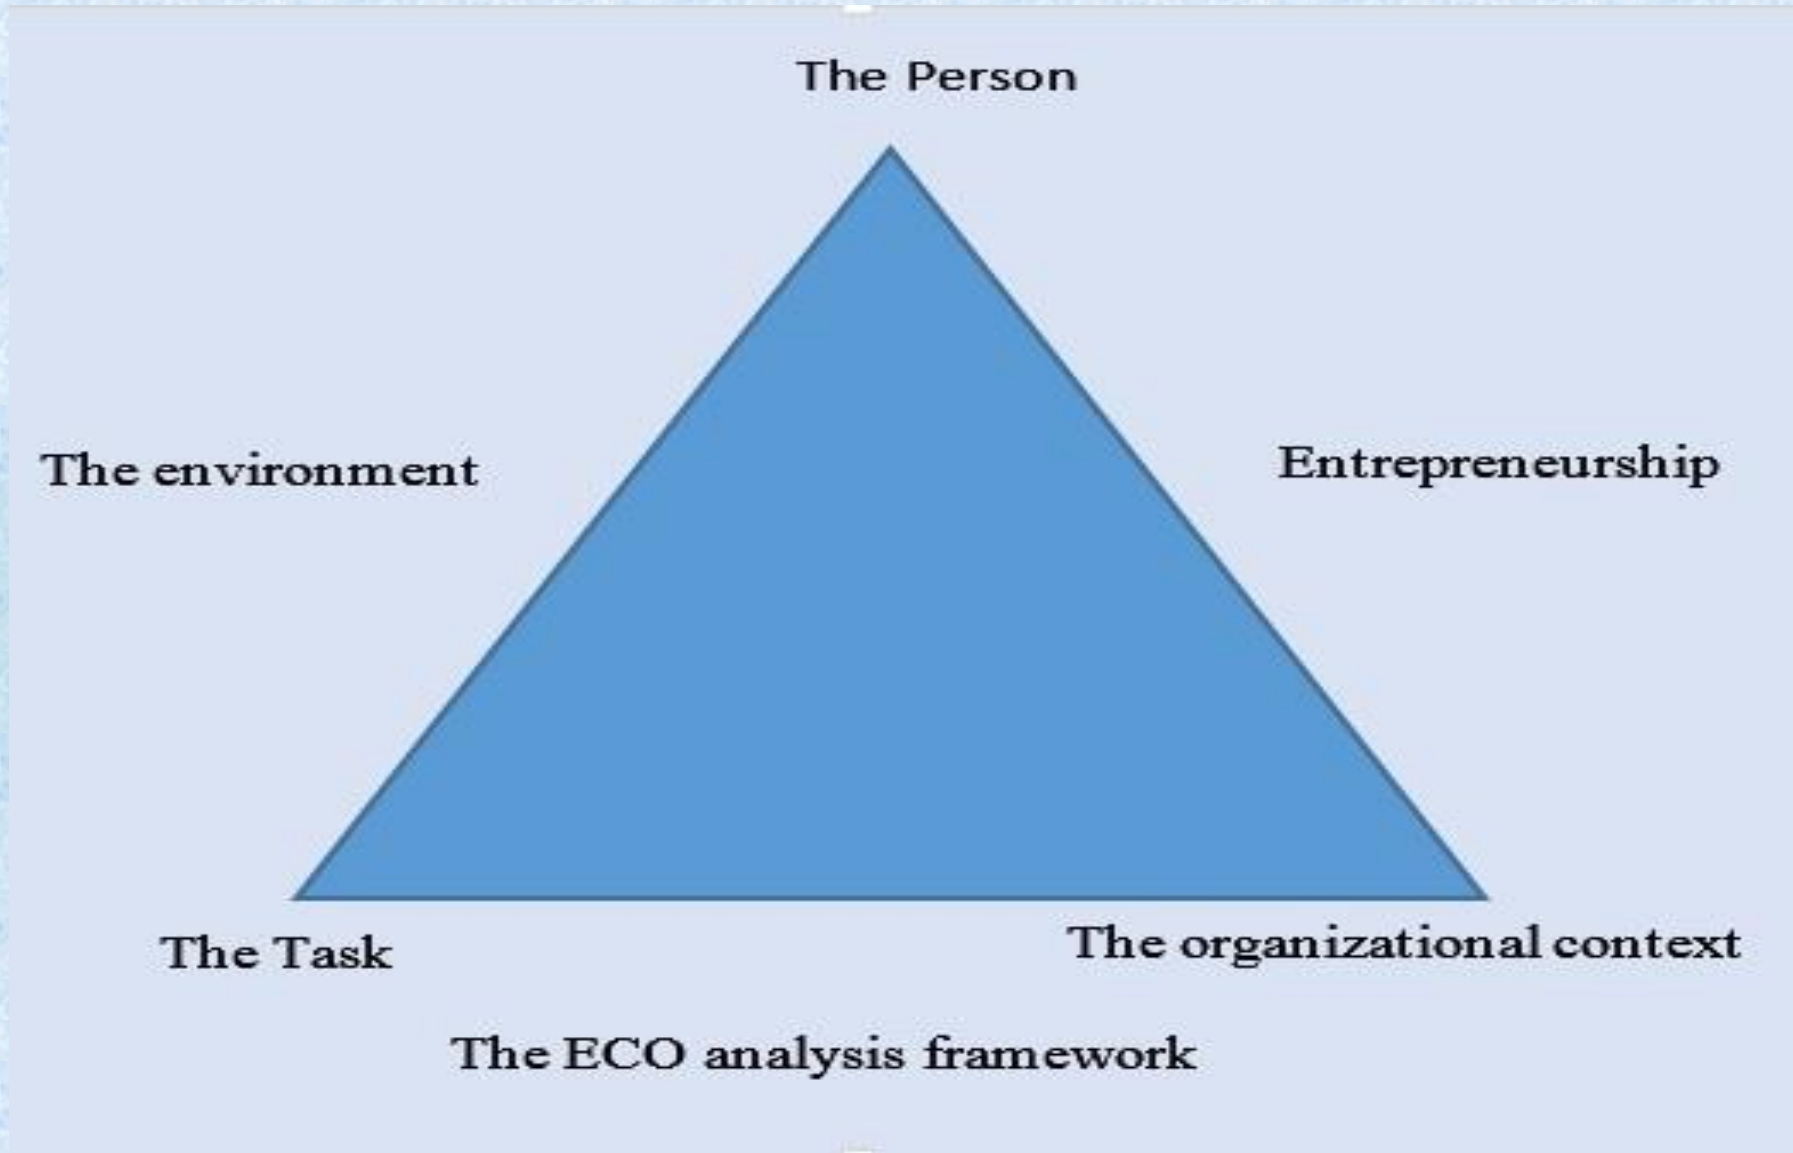 The Person
The environment
Entrepreneurship
The Task
The organizational context
The ECO analysis framework